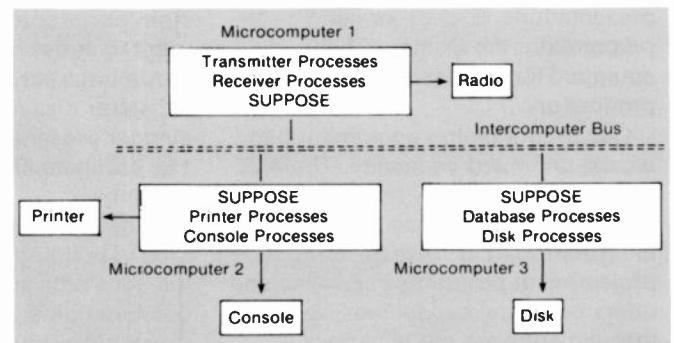 Microcomputer 1
Transmitter Processes
Receiver Processes
SUPPOSE
Radio
Intercomputer Bus
SUPPOSE
Printer Processes
Console Processes
Printer
SUPPOSE
Database Processes
Disk Processes
Microcomputer 2
Microcomputer 3
Console
Disk